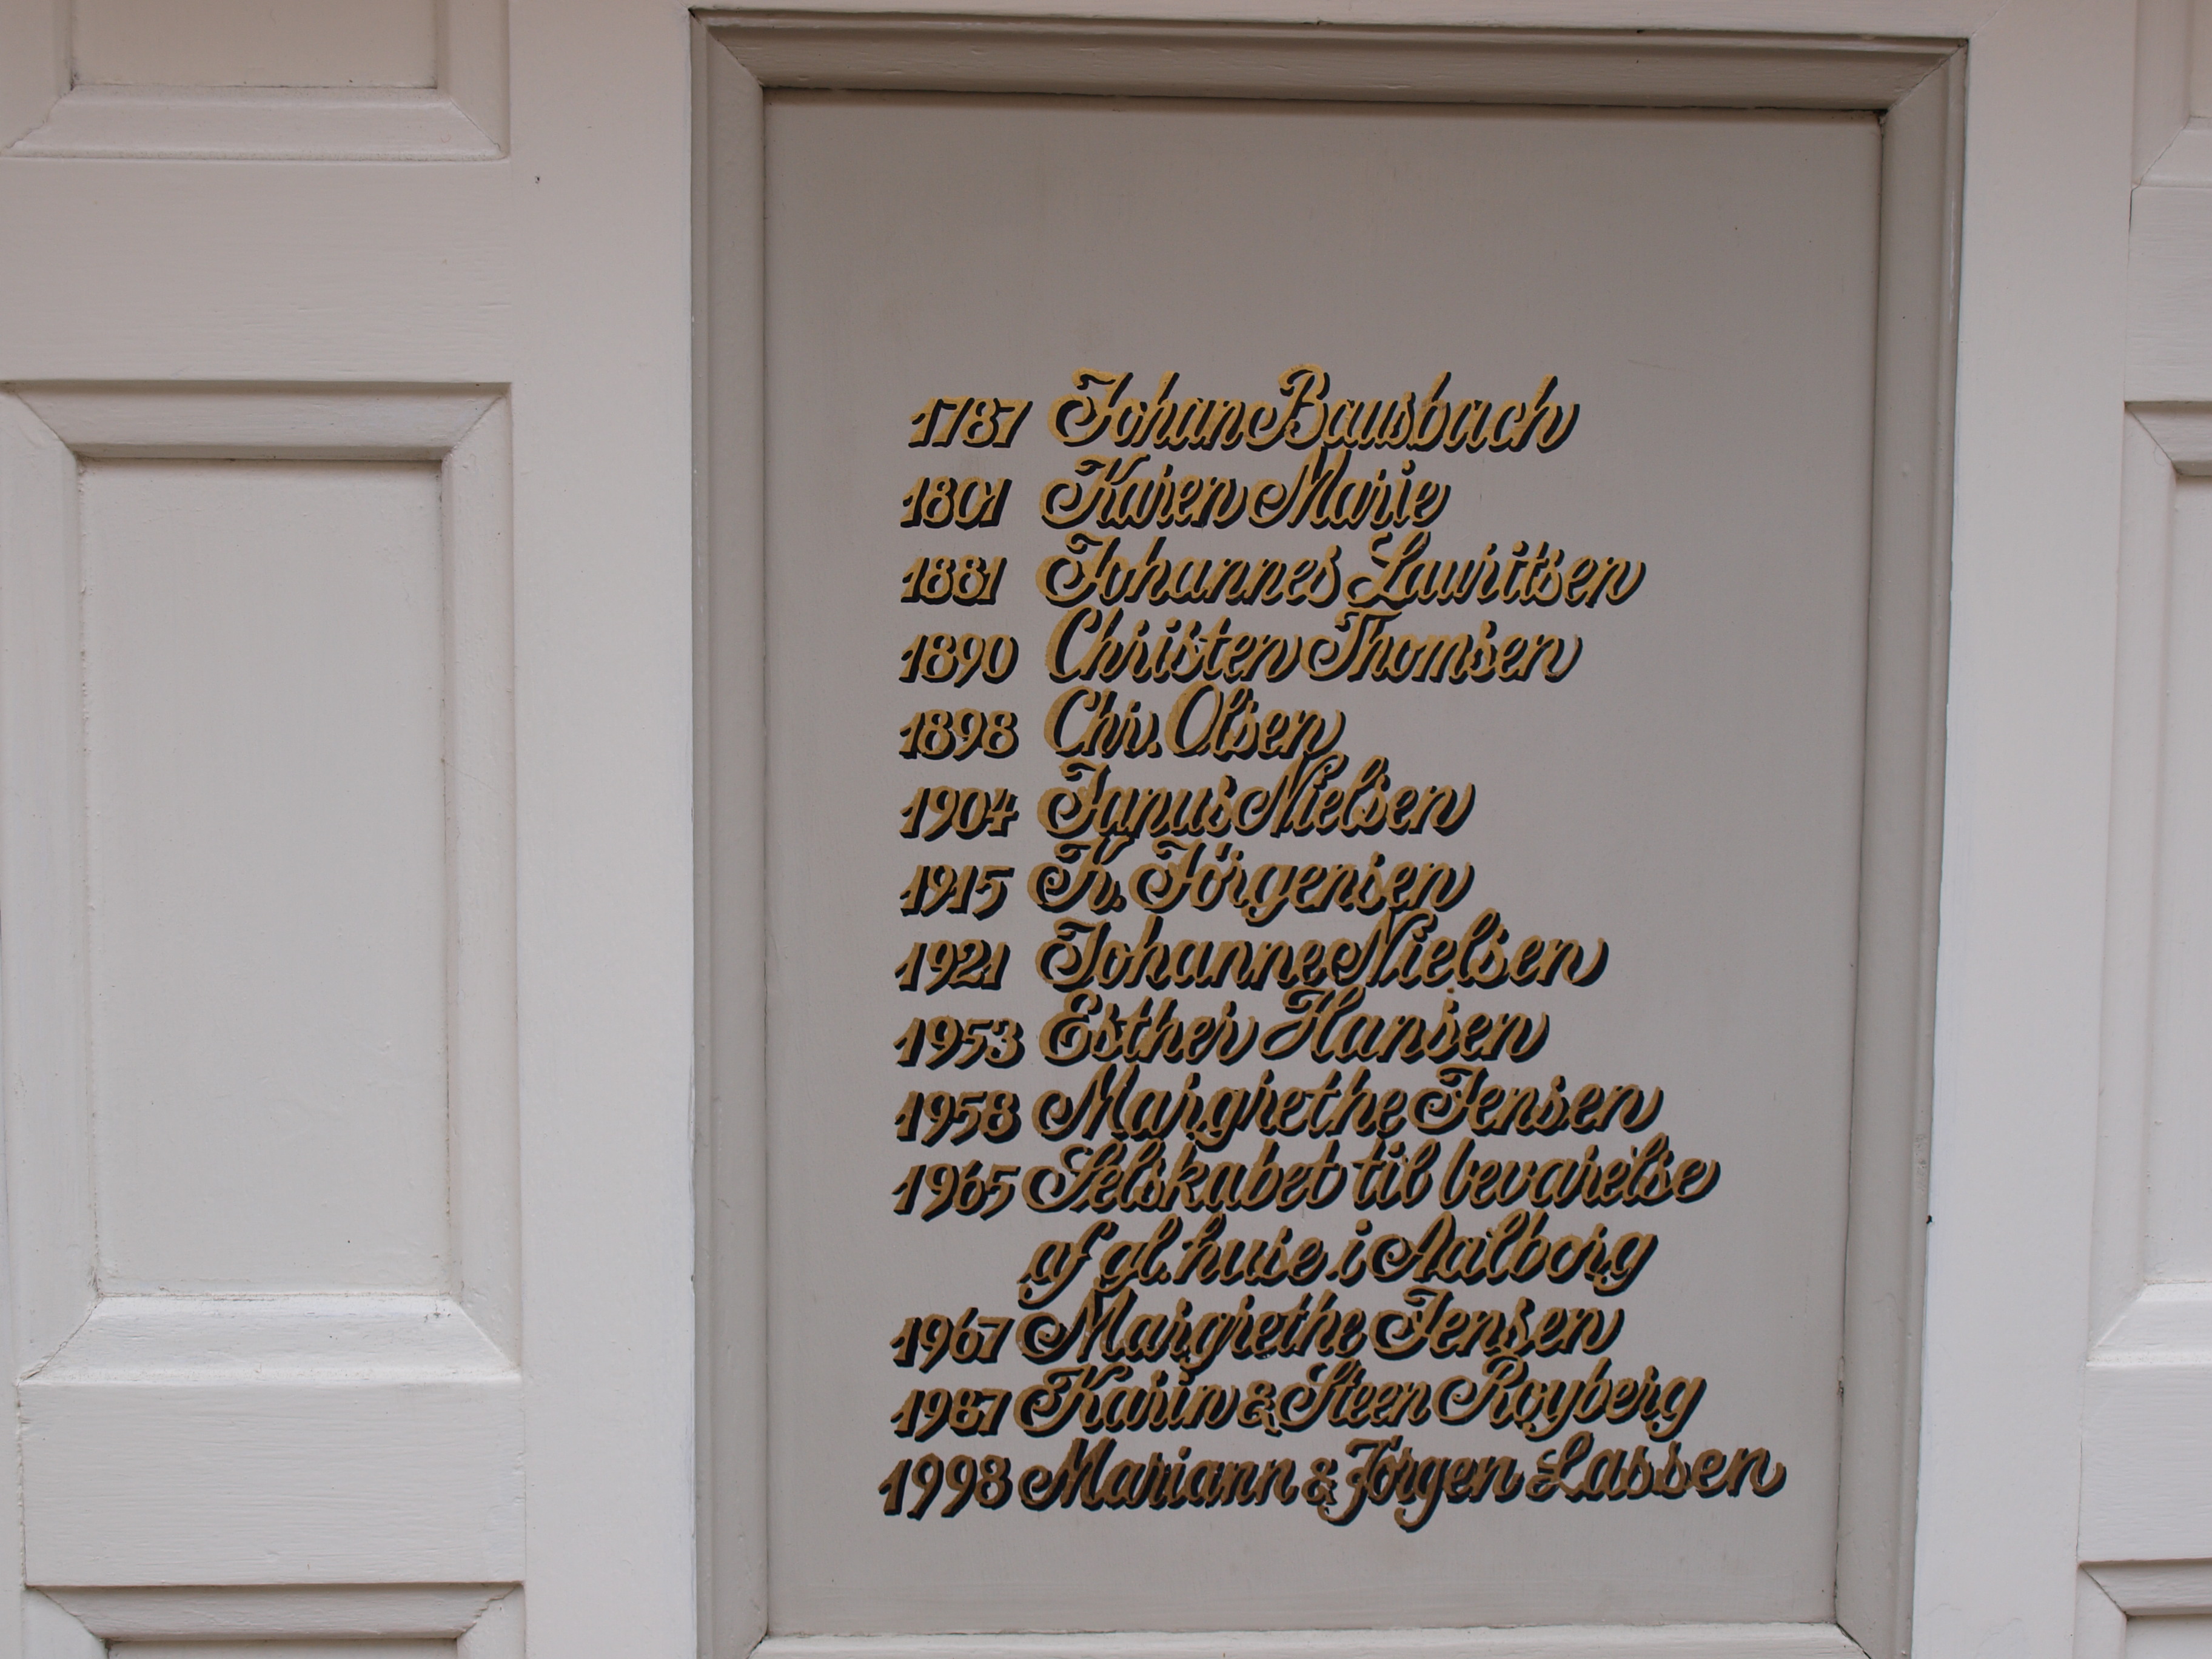 1787 Johan Bausbach
1801 Karen Marie
1881 Johannes Lauritsen
1890 Christen Thomsen
1898 Chr. Olsen
1904 Janus Nielsen
1915 K. Jörgensen
1921 Johanne Nielsen
1953 Esther Hansen
1958 Margrethe Jensen
1965 Selskabet til bevarelse
af gl. huse i Aalborg
1967 Margrethe Jensen
1987 Karin & Steen Royberg
1998 Mariann & Jörgen Lassen